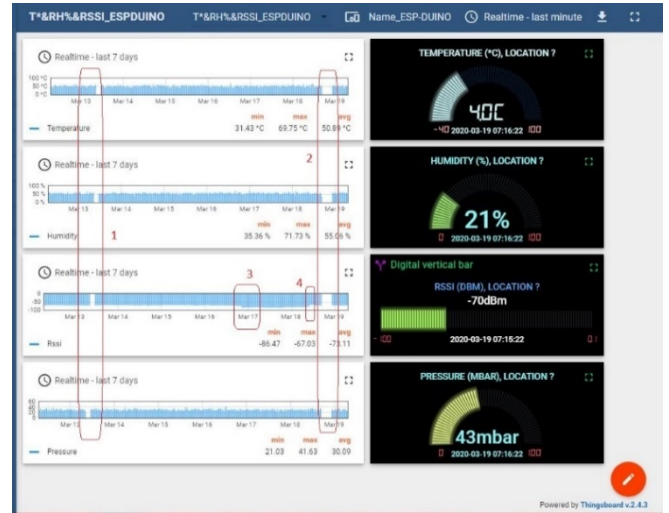 T*&RH%&RSSI_ESPDUINO T*&RH%&RSSI_ESPDUINO Name_ESP-DUINO Realtime - last minute
Realtime - last 7 days
100 °C
50 °C
0 °C
Mar 13 Mar 14 Mar 15 Mar 16 Mar 17 Mar 18 Mar 19
min max avg
Temperature 31.43 °C 69.75 °C 50.89 °C
TEMPERATURE (°C), LOCATION ?
4.0C
-40 2020-03-19 07:16:22 100
2
Realtime - last 7 days
100 %
50 %
0 %
Mar 13 Mar 14 Mar 15 Mar 16 Mar 17 Mar 18 Mar 19
min max avg
Humidity 35.36 % 71.73 % 55.06 %
1
HUMIDITY (%), LOCATION ?
21%
0 2020-03-19 07:16:22 100
Realtime - last 7 days
3
4
0
-50
-100
Mar 13 Mar 14 Mar 15 Mar 16 Mar 17 Mar 18 Mar 19
min max avg
Rssi -86.47 -67.03 -73.11
Digital vertical bar
RSSI (DBM), LOCATION ?
-70dBm
-100 2020-03-19 07:15:22
Realtime - last 7 days
Mar 13 Mar 14 Mar 15 Mar 16 Mar 17 Mar 18 Mar 19
min max avg
Pressure 21.03 41.63 30.09
PRESSURE (MBAR), LOCATION ?
43mbar
0 2020-03-19 07:16:22 100
Powered by Thingsboard v.2.4.3